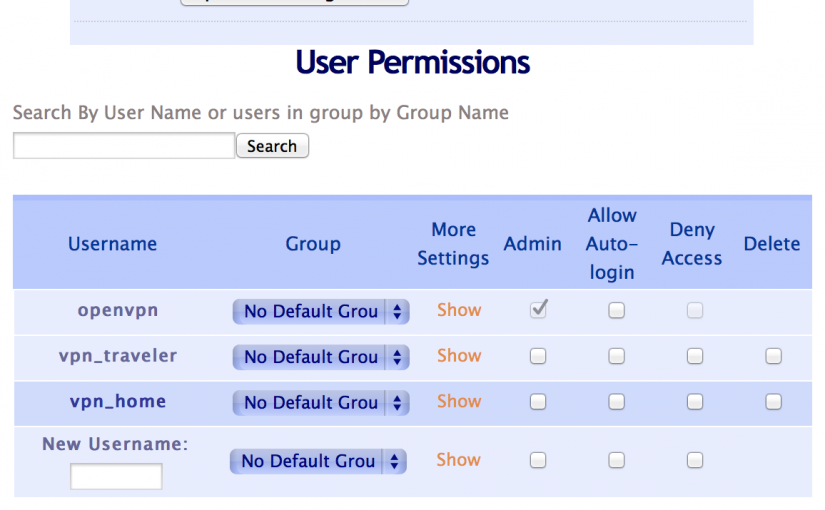 User Permissions
Search By User Name or users in group by Group Name
Search
Username Group More Settings Admin Allow Auto-login Deny Access Delete
openvpn No Default Grou Show
vpn_traveler No Default Grou Show
vpn_home No Default Grou Show
New Username: No Default Grou Show